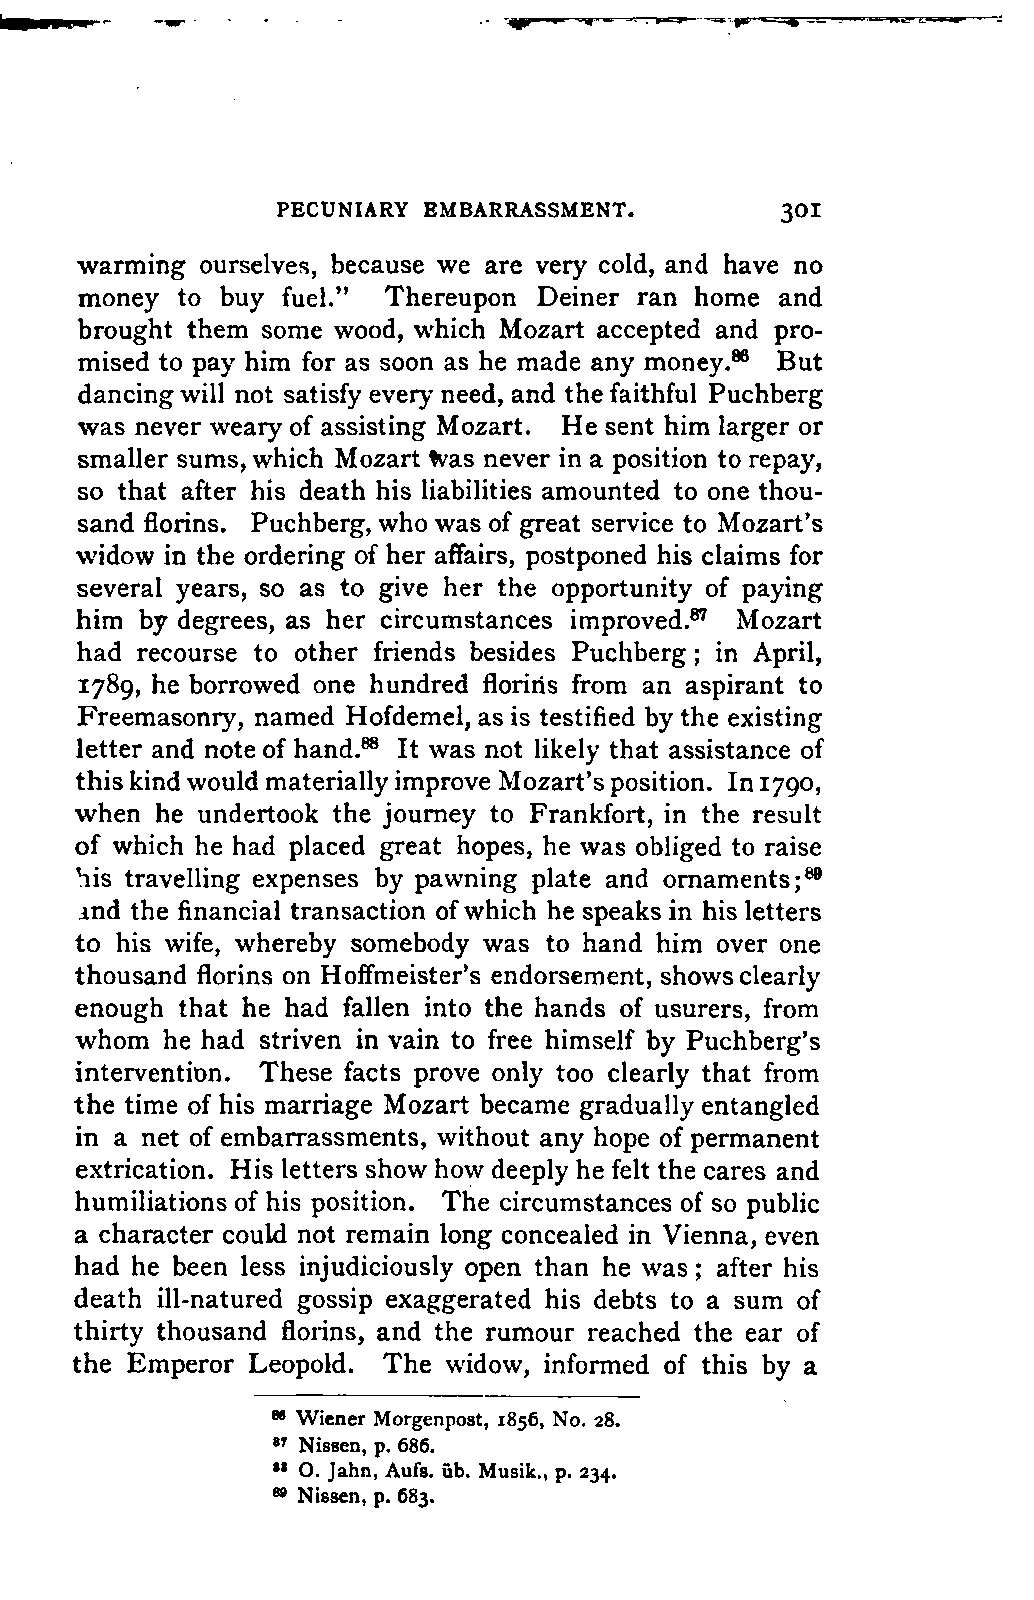 PECUNIARY EMBARRASSMENT. 301
warming ourselves, because we are very cold, and have no
money to buy fuel.” Thereupon Deiner ran home and
brought them some wood, which Mozart accepted and pro-
mised to pay him for as soon as he made any money.⁸⁶ But
dancing will not satisfy every need, and the faithful Puchberg
was never weary of assisting Mozart. He sent him larger or
smaller sums, which Mozart was never in a position to repay,
so that after his death his liabilities amounted to one thou-
sand florins. Puchberg, who was of great service to Mozart’s
widow in the ordering of her affairs, postponed his claims for
several years, so as to give her the opportunity of paying
him by degrees, as her circumstances improved.⁸⁷ Mozart
had recourse to other friends besides Puchberg; in April,
1789, he borrowed one hundred florins from an aspirant to
Freemasonry, named Hofdemel, as is testified by the existing
letter and note of hand.⁸⁸ It was not likely that assistance of
this kind would materially improve Mozart’s position. In 1790,
when he undertook the journey to Frankfort, in the result
of which he had placed great hopes, he was obliged to raise
his travelling expenses by pawning plate and ornaments;⁸⁹
and the financial transaction of which he speaks in his letters
to his wife, whereby somebody was to hand him over one
thousand florins on Hoffmeister’s endorsement, shows clearly
enough that he had fallen into the hands of usurers, from
whom he had striven in vain to free himself by Puchberg’s
intervention. These facts prove only too clearly that from
the time of his marriage Mozart became gradually entangled
in a net of embarrassments, without any hope of permanent
extrication. His letters show how deeply he felt the cares and
humiliations of his position. The circumstances of so public
a character could not remain long concealed in Vienna, even
had he been less injudiciously open than he was; after his
death ill-natured gossip exaggerated his debts to a sum of
thirty thousand florins, and the rumour reached the ear of
the Emperor Leopold. The widow, informed of this by a
⁸⁶ Wiener Morgenpost, 1856, No. 28.
⁸⁷ Nissen, p. 686.
⁸⁸ O. Jahn, Aufs. üb. Musik., p. 234.
⁸⁹ Nissen, p. 683.